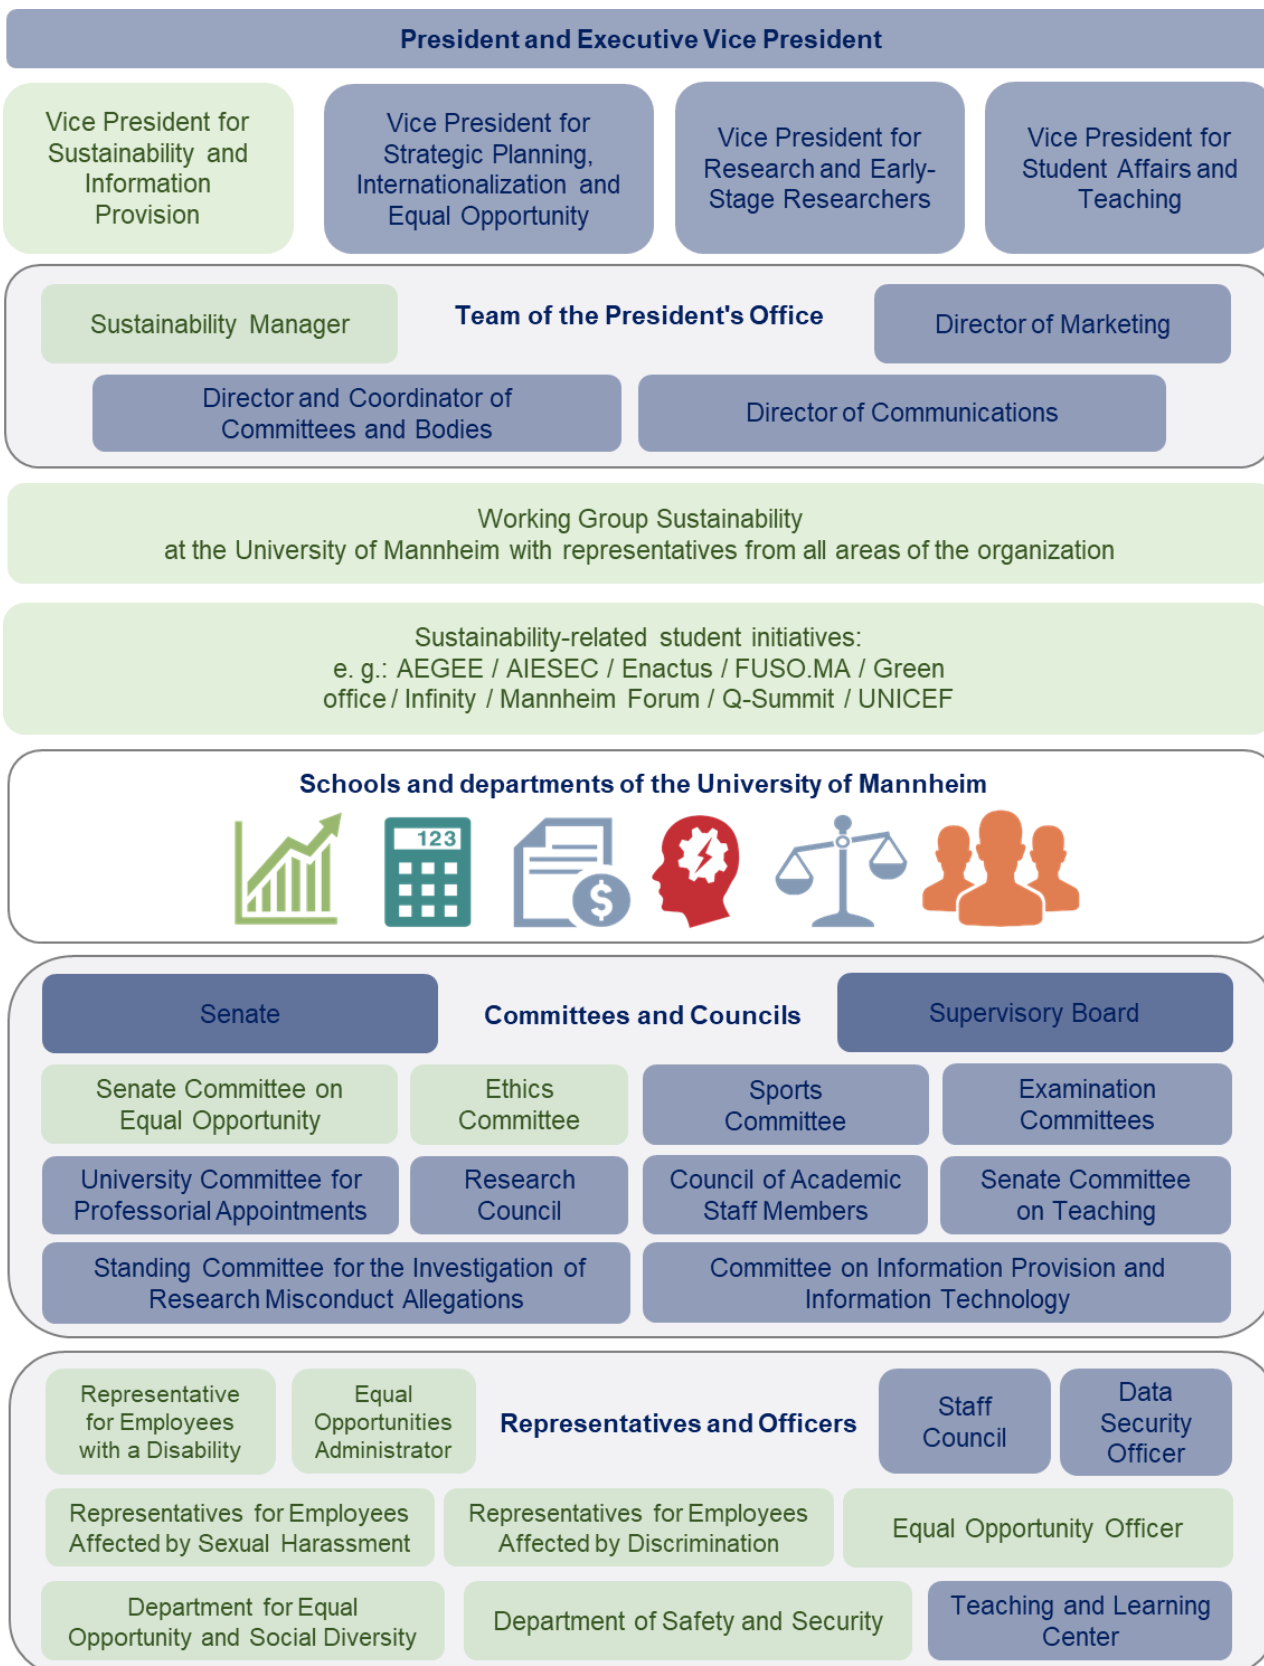 President and Executive Vice President
Vice President for
Sustainability and
Information
Provision
Vice President for
Strategic Planning,
Internationalization and
Equal Opportunity
Vice President for
Research and Early-
Stage Researchers
Vice President for
Student Affairs and
Teaching
Sustainability Manager
Team of the President's Office
Director of Marketing
Director and Coordinator of
Committees and Bodies
Director of Communications
Working Group Sustainability
at the University of Mannheim with representatives from all areas of the organization
Sustainability-related student initiatives:
e. g.: AEGEE / AIESEC / Enactus / FUSO.MA / Green
office / Infinity / Mannheim Forum / Q-Summit / UNICEF
Schools and departments of the University of Mannheim
123
$
Senate
Committees and Councils
Supervisory Board
Senate Committee on
Equal Opportunity
Ethics
Committee
Sports
Committee
Examination
Committees
University Committee for
Professorial Appointments
Research
Council
Council of Academic
Staff Members
Senate Committee
on Teaching
Standing Committee for the Investigation of
Research Misconduct Allegations
Committee on Information Provision and
Information Technology
Representative
for Employees
with a Disability
Equal
Opportunities
Administrator
Representatives and Officers
Staff
Council
Data
Security
Officer
Representatives for Employees
Affected by Sexual Harassment
Representatives for Employees
Affected by Discrimination
Equal Opportunity Officer
Department for Equal
Opportunity and Social Diversity
Department of Safety and Security
Teaching and Learning
Center